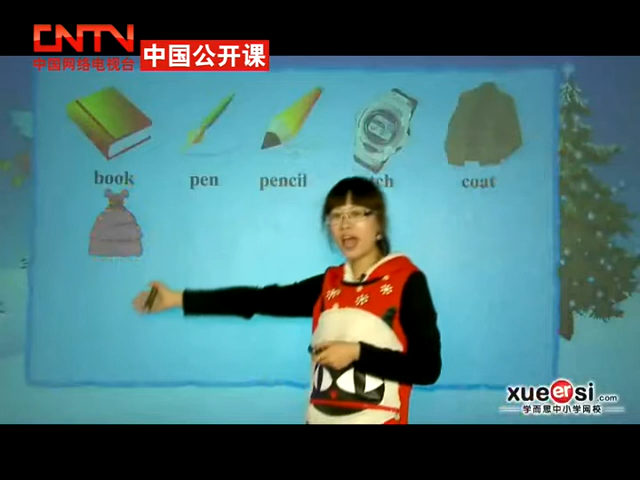 CNTV
中国网络电视台
中国公开课
book
pen
pencil
ch
coat
xueersi.com
学而思中小学网校